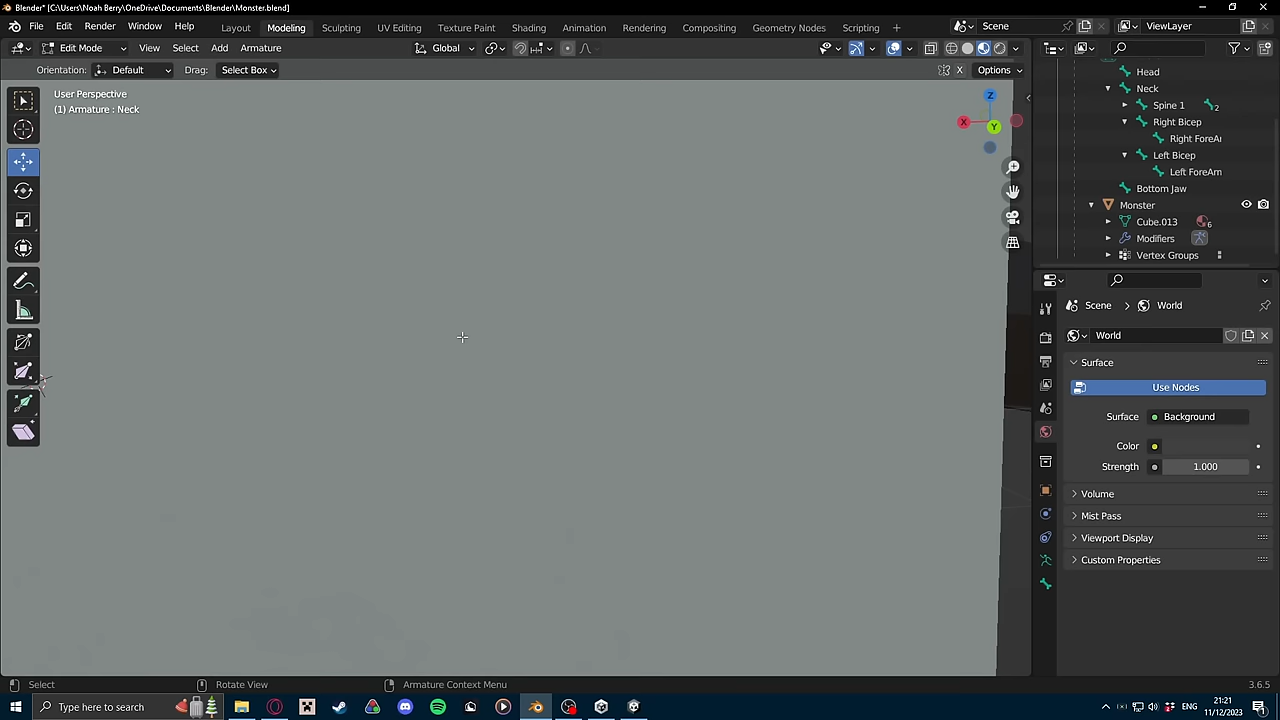 Blender* [C:\Users\Noah Berry\OneDrive\Documents\Blender\Monster.blend]
File Edit Render Window Help Layout Modeling Sculpting UV Editing Texture Paint Shading Animation Rendering Compositing Geometry Nodes Scripting + Scene ViewLayer
Edit Mode View Select Add Armature Global
Orientation: Default Drag: Select Box X Options
User Perspective
(1) Armature : Neck
Z
X
Y
Head
Neck
Spine 1 2
Right Bicep
Right ForeAr
Left Bicep
Left ForeArn
Bottom Jaw
Monster
Cube.013 6
Modifiers
Vertex Groups
Scene > World
World
Surface
Use Nodes
Surface Background
Color
Strength 1.000
Volume
Mist Pass
Viewport Display
Custom Properties
Select Rotate View Armature Context Menu 3.6.5
Type here to search
ENG
21:21
11/12/2023
1